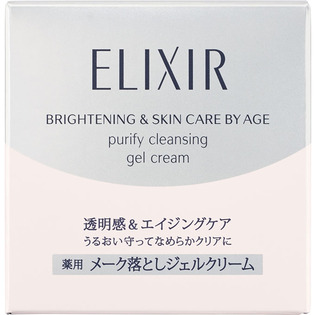 ELIXIR
BRIGHTENING & SKIN CARE BY AGE
purify cleansing
gel cream
透明感&エイジングケア
うるおい守ってなめらかクリアに
薬用 メーク落としジェルクリーム